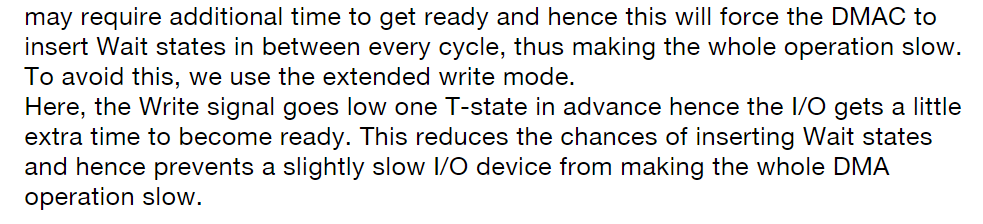 may require additional time to get ready and hence this will force the DMAC to
insert Wait states in between every cycle, thus making the whole operation slow.
To avoid this, we use the extended write mode.
Here, the Write signal goes low one T-state in advance hence the I/O gets a little
extra time to become ready. This reduces the chances of inserting Wait states
and hence prevents a slightly slow I/O device from making the whole DMA
operation slow.